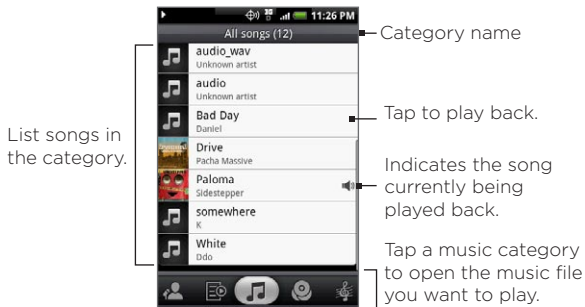 3G 11:26 PM
All songs (12)
Category name
audio_wav
Unknown artist
audio
Unknown artist
Bad Day
Daniel
Tap to play back.
List songs in
the category.
Drive
Pacha Massive
Paloma
Sidestepper
Indicates the song
currently being
played back.
somewhere
K
White
Ddo
Tap a music category
to open the music file
you want to play.